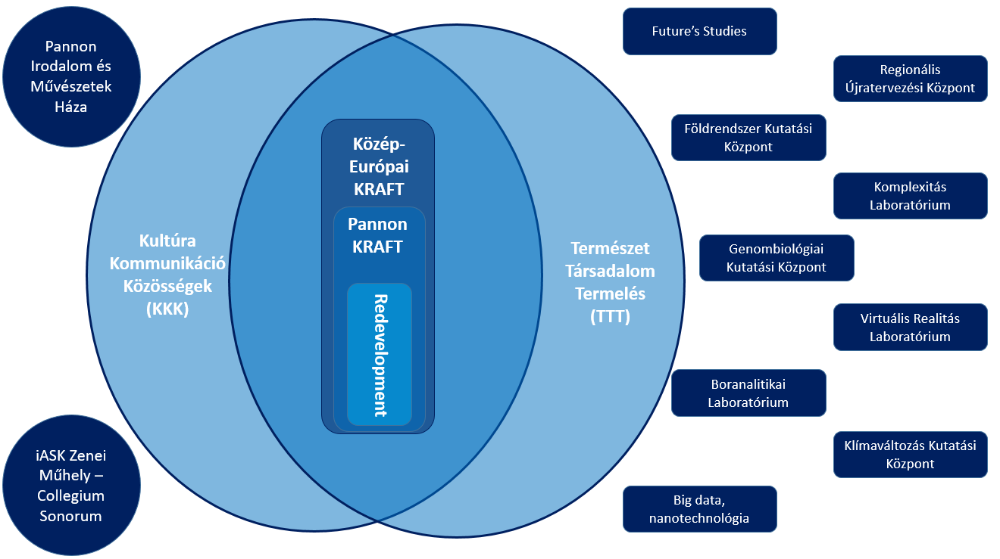 Pannon
Irodalom és
Művészetek
Háza
iASK Zenei
Műhely –
Collegium
Sonorum
Kultúra
Kommunikáció
Közösségek
(KKK)
Közép-
Európai
KRAFT
Pannon
KRAFT
Redevelopment
Természet
Társadalom
Termelés
(TTT)
Future’s Studies
Regionális
Újratervezési Központ
Földrendszer Kutatási
Központ
Komplexitás
Laboratórium
Genombiológiai
Kutatási Központ
Virtuális Realitás
Laboratórium
Boranalitikai
Laboratórium
Klímaváltozás Kutatási
Központ
Big data,
nanotechnológia